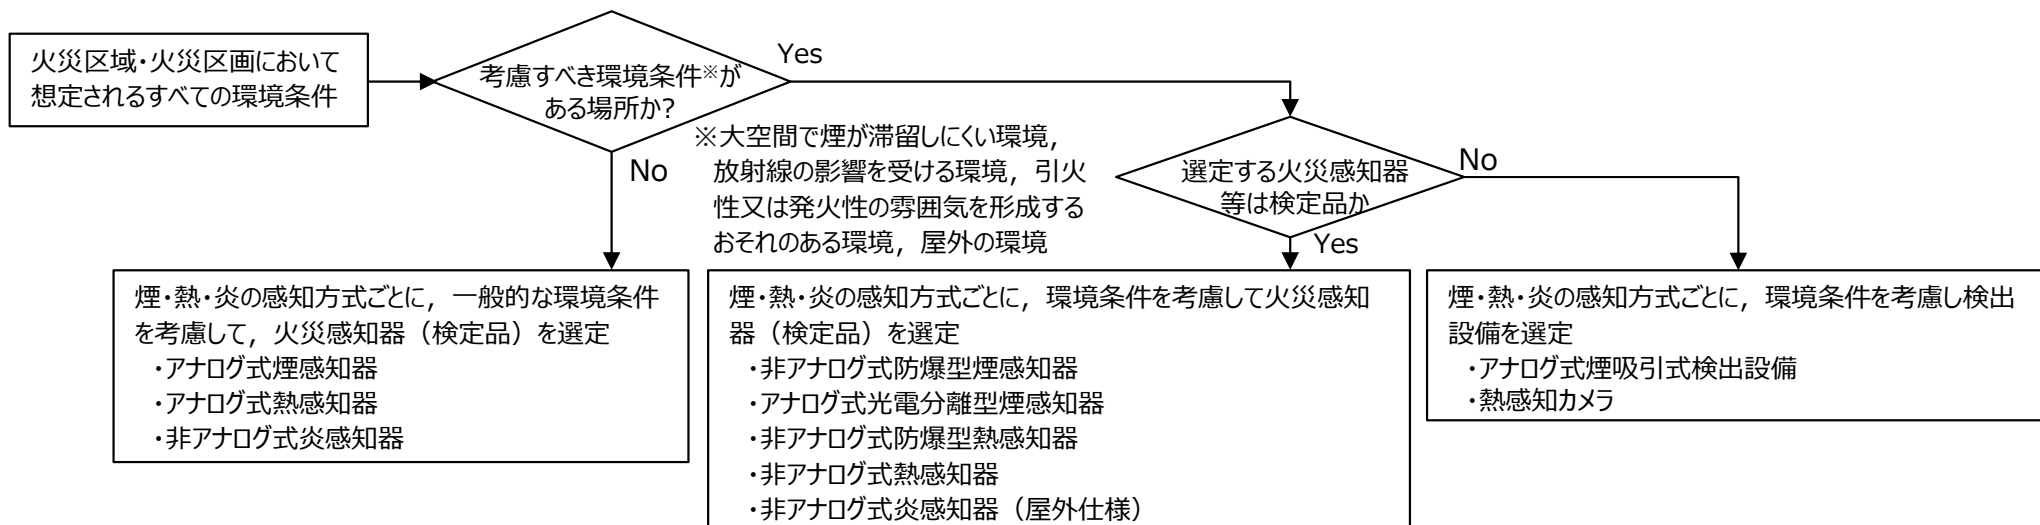 火災区域・火災区画において
想定されるすべての環境条件
考慮すべき環境条件※が
ある場所か?
Yes
No
※大空間で煙が滞留しにくい環境,
放射線の影響を受ける環境, 引火
性又は発火性の雰囲気を形成する
おそれのある環境, 屋外の環境
選定する火災感知器
等は検定品か
No
Yes
煙・熱・炎の感知方式ごとに, 一般的な環境条件
を考慮して, 火災感知器（検定品）を選定
・アナログ式煙感知器
・アナログ式熱感知器
・非アナログ式炎感知器
煙・熱・炎の感知方式ごとに, 環境条件を考慮して火災感知
器（検定品）を選定
・非アナログ式防爆型煙感知器
・アナログ式光電分離型煙感知器
・非アナログ式防爆型熱感知器
・非アナログ式熱感知器
・非アナログ式炎感知器（屋外仕様）
煙・熱・炎の感知方式ごとに, 環境条件を考慮し検出
設備を選定
・アナログ式煙吸引式検出設備
・熱感知カメラ